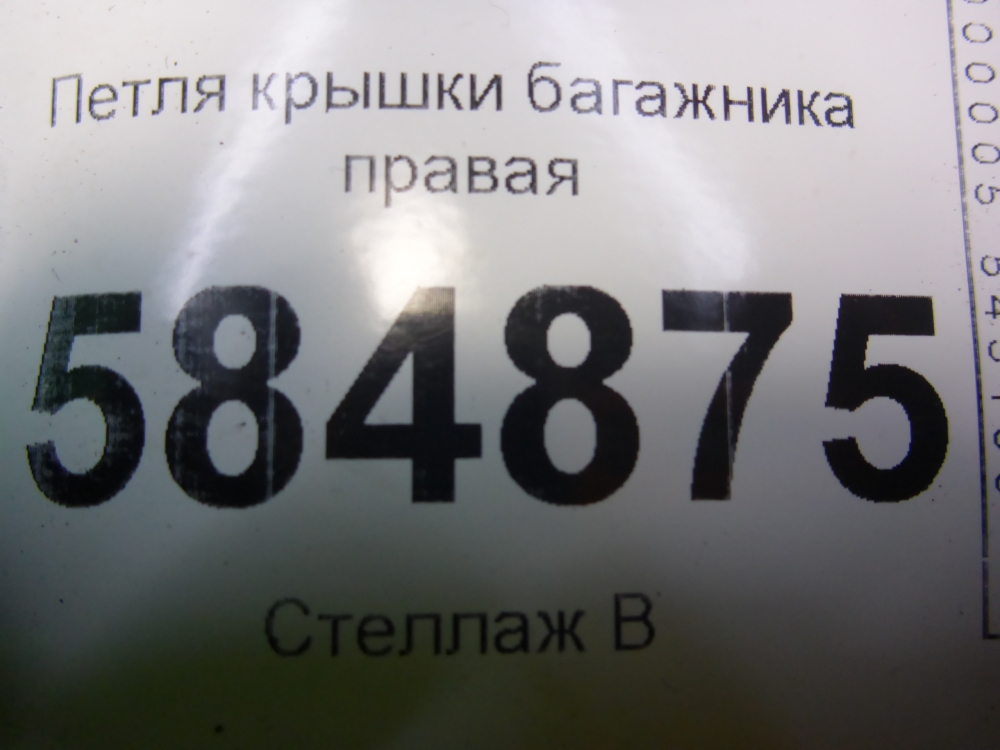 Петля крышки багажника
правая
584875
Стеллаж В